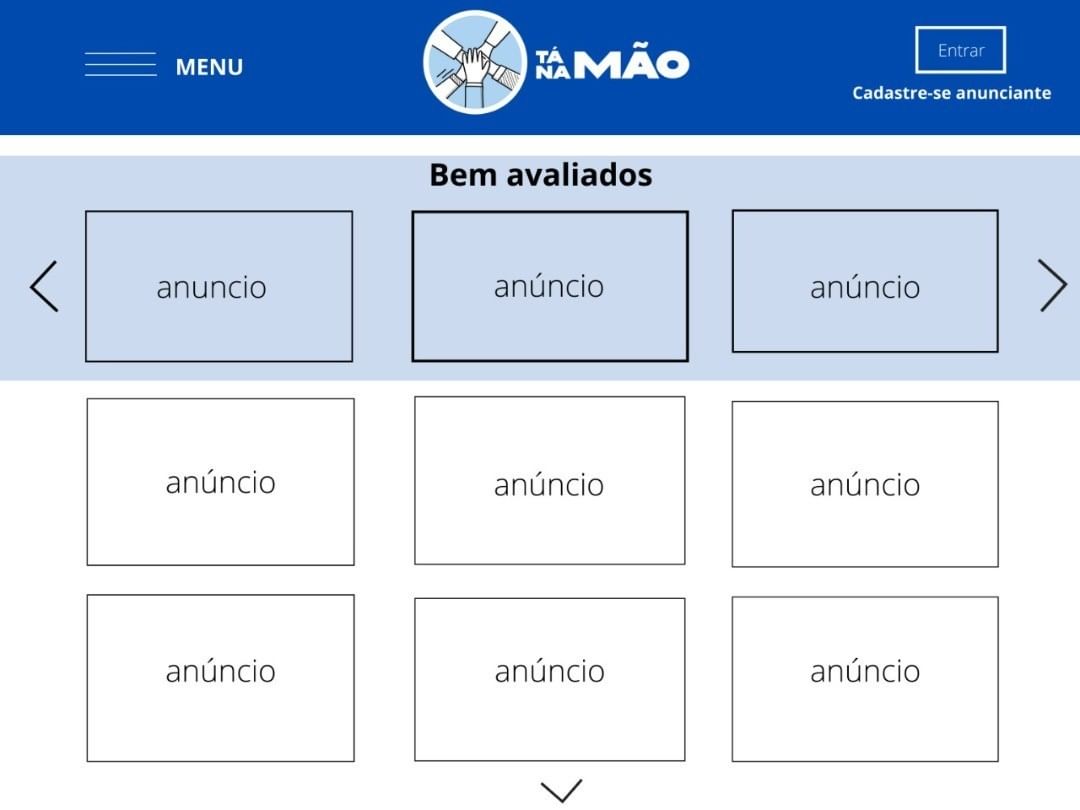 MENU
TÁ
NA MÃO
Entrar
Cadastre-se anunciante
Bem avaliados
anuncio
anúncio
anúncio
anúncio
anúncio
anúncio
anúncio
anúncio
anúncio